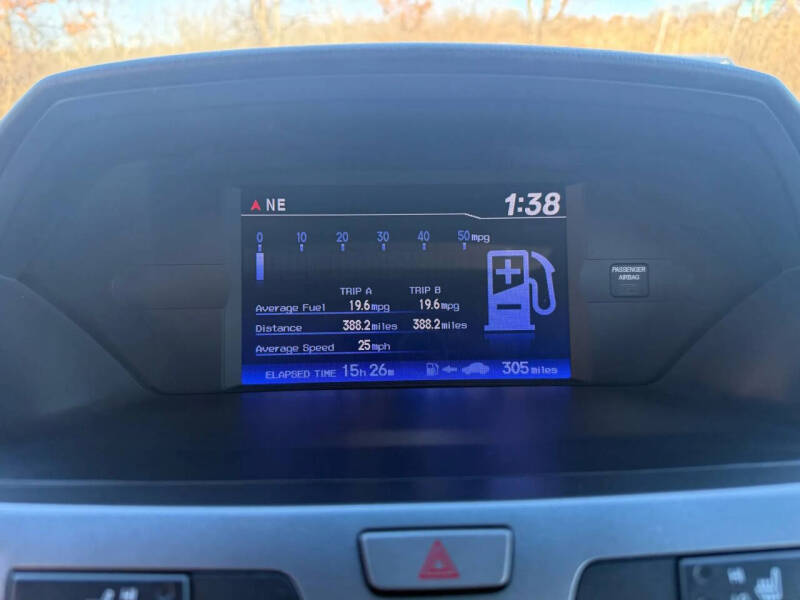 NE 1:38
0 10 20 30 40 50 mpg
TRIP A TRIP B
Average Fuel 19.6 mpg 19.6 mpg
Distance 388.2 miles 388.2 miles
Average Speed 25 mph
ELAPSED TIME 15h 26m 305 miles
PASSENGER
AIRBAG
HI